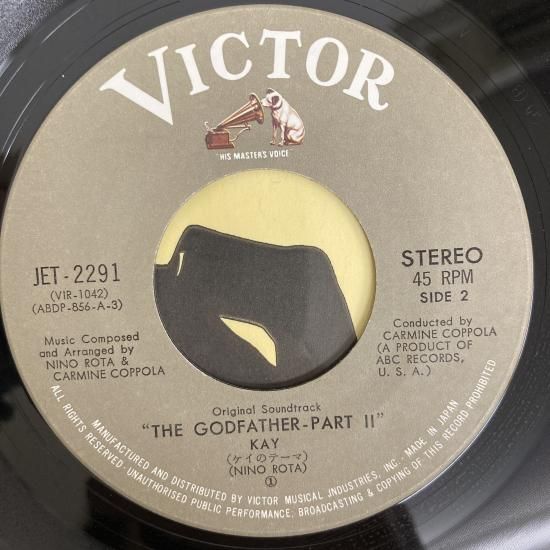 VICTOR
"HIS MASTER'S VOICE"
JET-2291
(VIR-1042)
(ABDP-856-A-3)
STEREO
45 RPM
SIDE 2
Music Composed
and Arranged by
NINO ROTA &
CARMINE COPPOLA
Conducted by
CARMINE COPPOLA
(A PRODUCT OF
ABC RECORDS,
U. S. A.)
Original Soundtrack
"THE GODFATHER-PART II"
KAY
(ケイのテーマ)
(NINO ROTA)
①
MANUFACTURED AND DISTRIBUTED BY VICTOR MUSICAL JNDUSTRIES, INC., MADE IN JAPAN
ALL RIGHTS RESERVED. UNAUTHORISED PUBLIC PERFORMANCE, BROADCASTING & COPYING OF THIS RECORD PROHIBITED